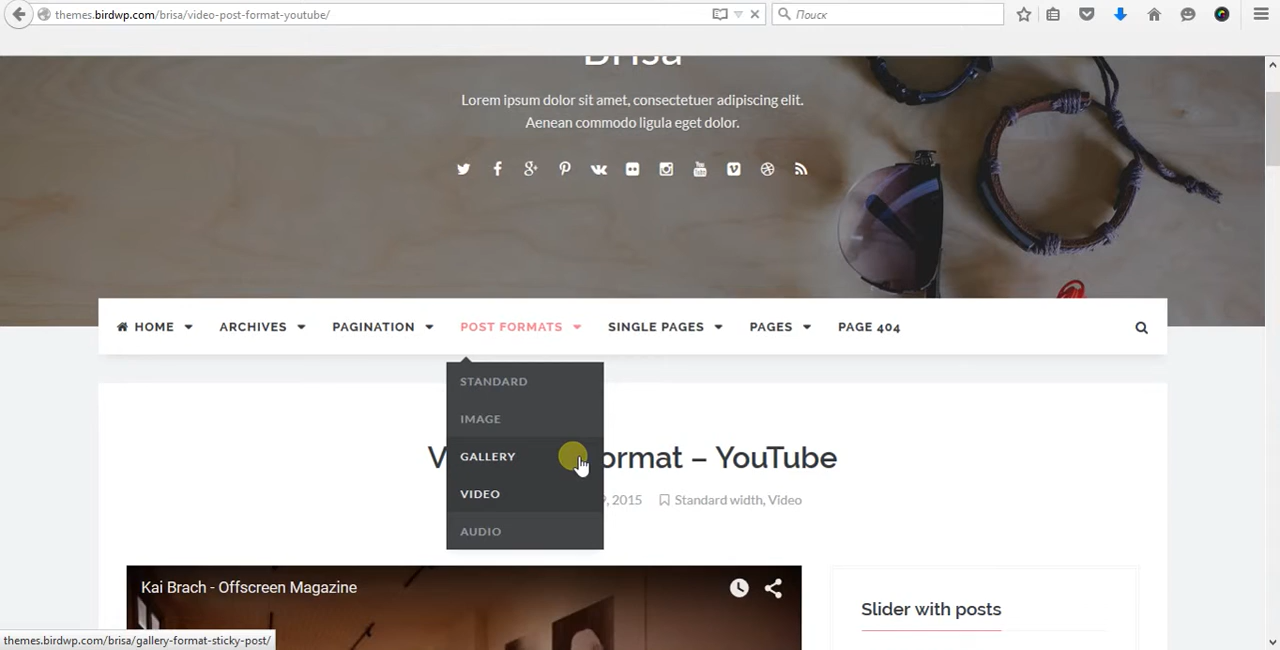 themes.birdwp.com/brisa/video-post-format-youtube/
Поиск
Brisa
Lorem ipsum dolor sit amet, consectetuer adipiscing elit.
Aenean commodo ligula eget dolor.
HOME ARCHIVES PAGINATION POST FORMATS SINGLE PAGES PAGES PAGE 404
STANDARD
IMAGE
GALLERY
VIDEO
AUDIO
V ormat – YouTube
, 2015 Standard width, Video
Kai Brach - Offscreen Magazine
Slider with posts
themes.birdwp.com/brisa/gallery-format-sticky-post/